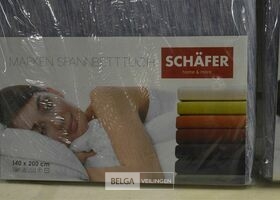 MARKEN SPANNBETTTUCH
SCHÄFER
home & more
140 x 200 cm
BELGA VEILINGEN